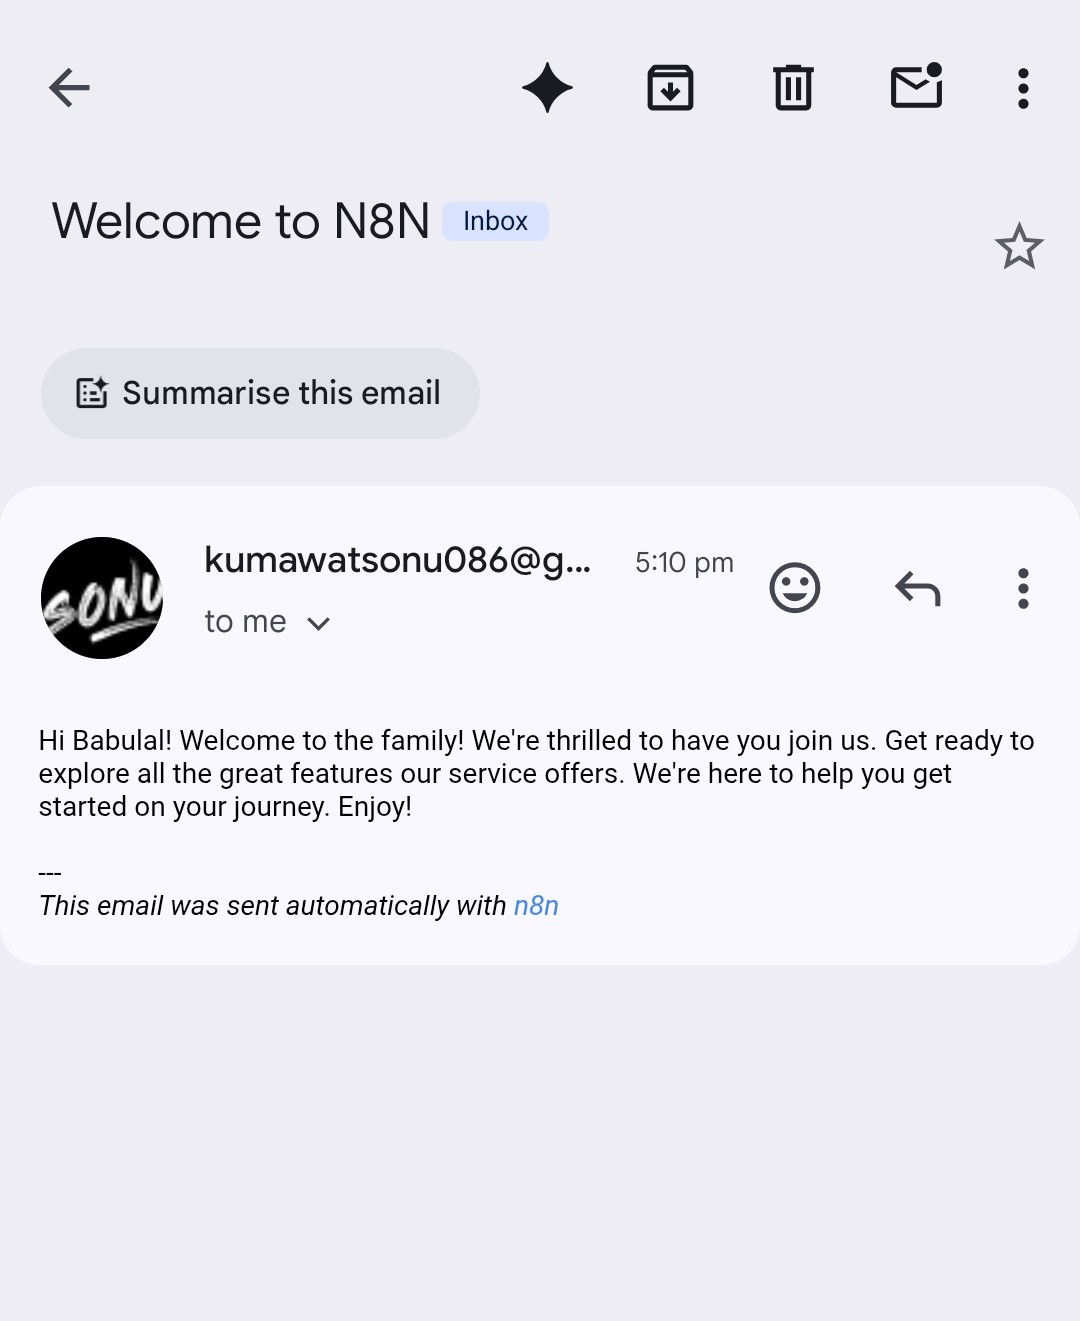 Welcome to N8N Inbox
Summarise this email
SONU
kumawatsonu086@g... 5:10 pm
to me
Hi Babulal! Welcome to the family! We're thrilled to have you join us. Get ready to
explore all the great features our service offers. We're here to help you get
started on your journey. Enjoy!
---
This email was sent automatically with n8n